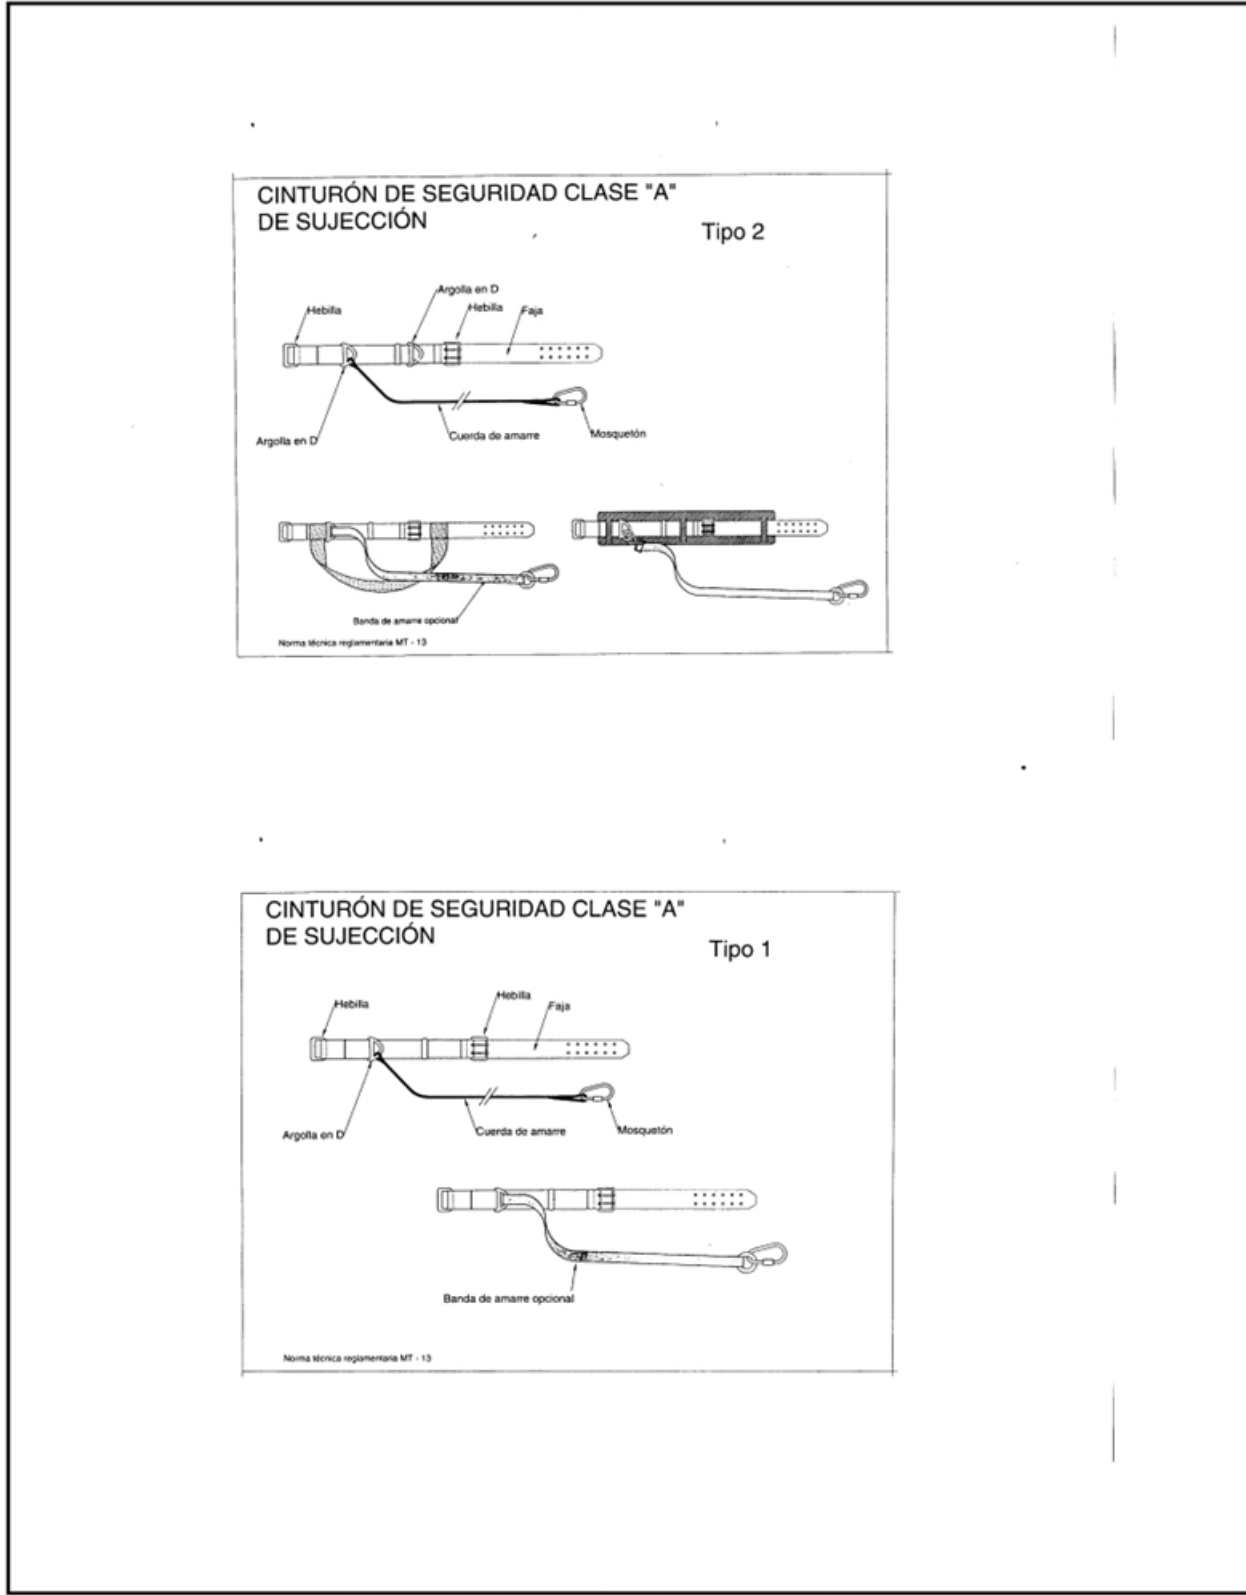 CINTURÓN DE SEGURIDAD CLASE "A"
DE SUJECCIÓN
Tipo 2
Argolla en D
Hebilla
Hebilla
Faja
Argolla en D
Cuerda de amarre
Mosquetón
Banda de amarre opcional
Norma técnica reglamentaria MT - 13
CINTURÓN DE SEGURIDAD CLASE "A"
DE SUJECCIÓN
Tipo 1
Hebilla
Hebilla
Faja
Argolla en D
Cuerda de amarre
Mosquetón
Banda de amarre opcional
Norma técnica reglamentaria MT - 13